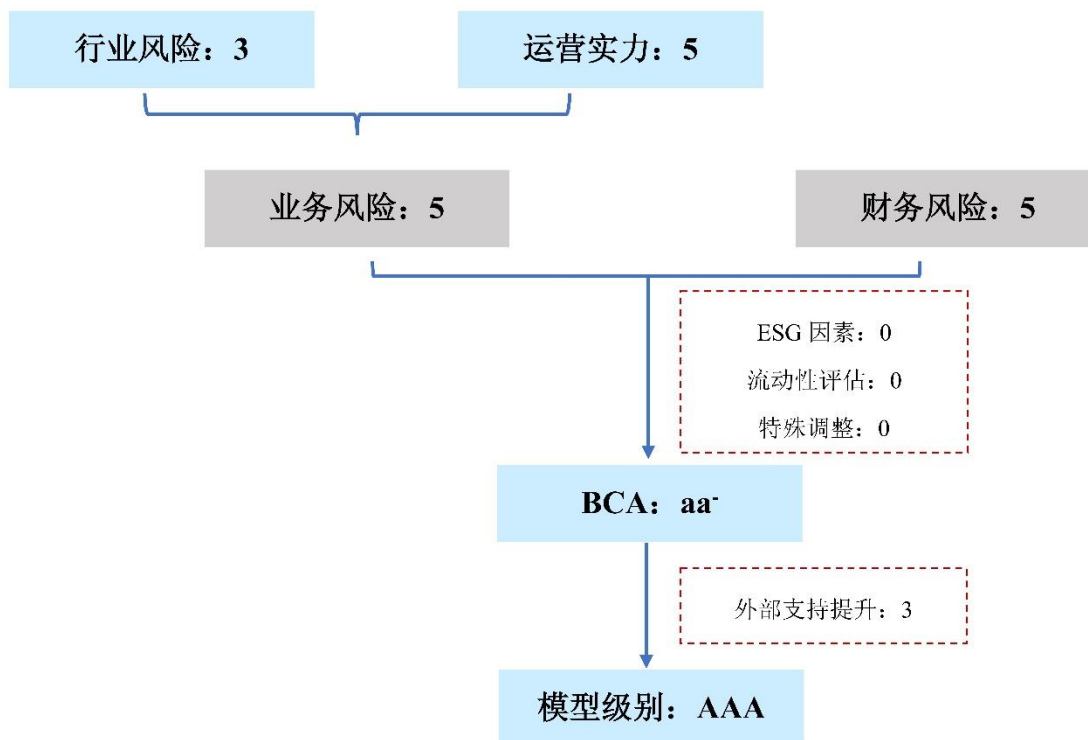 行业风险：3
运营实力：5
业务风险：5
财务风险：5
ESG 因素：0
流动性评估：0
特殊调整：0
BCA：aa-
外部支持提升：3
模型级别：AAA